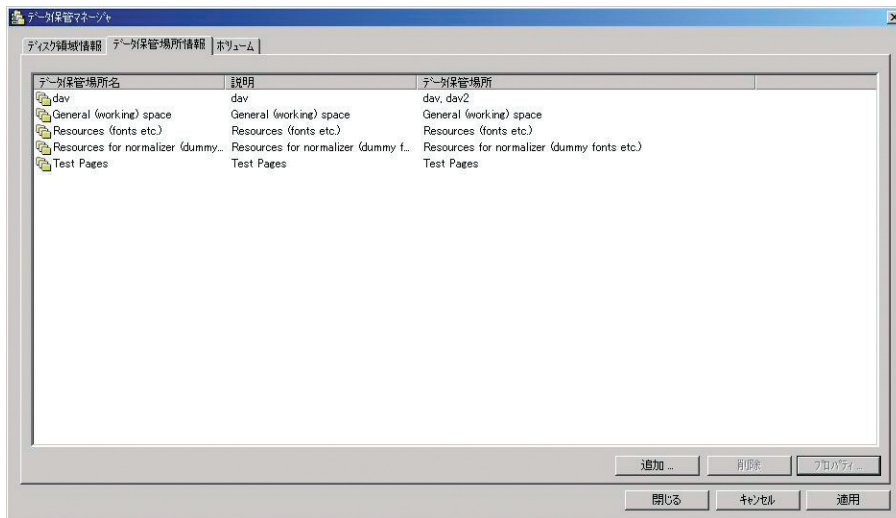 ﾃﾞｰﾀ保管ﾏﾈｰｼﾞｬ
ﾃﾞｨｽｸ領域情報 ﾃﾞｰﾀ保管場所情報 ﾎﾞﾘｭｰﾑ
ﾃﾞｰﾀ保管場所名 説明 ﾃﾞｰﾀ保管場所
dav dav dav, dav2
General (working) space General (working) space General (working) space
Resources (fonts etc.) Resources (fonts etc.) Resources (fonts etc.)
Resources for normalizer (dummy... Resources for normalizer (dummy f... Resources for normalizer (dummy fonts etc.)
Test Pages Test Pages Test Pages
追加 ... 削除 ﾌﾟﾛﾊﾟﾃｨ ...
閉じる ｷｬﾝｾﾙ 適用